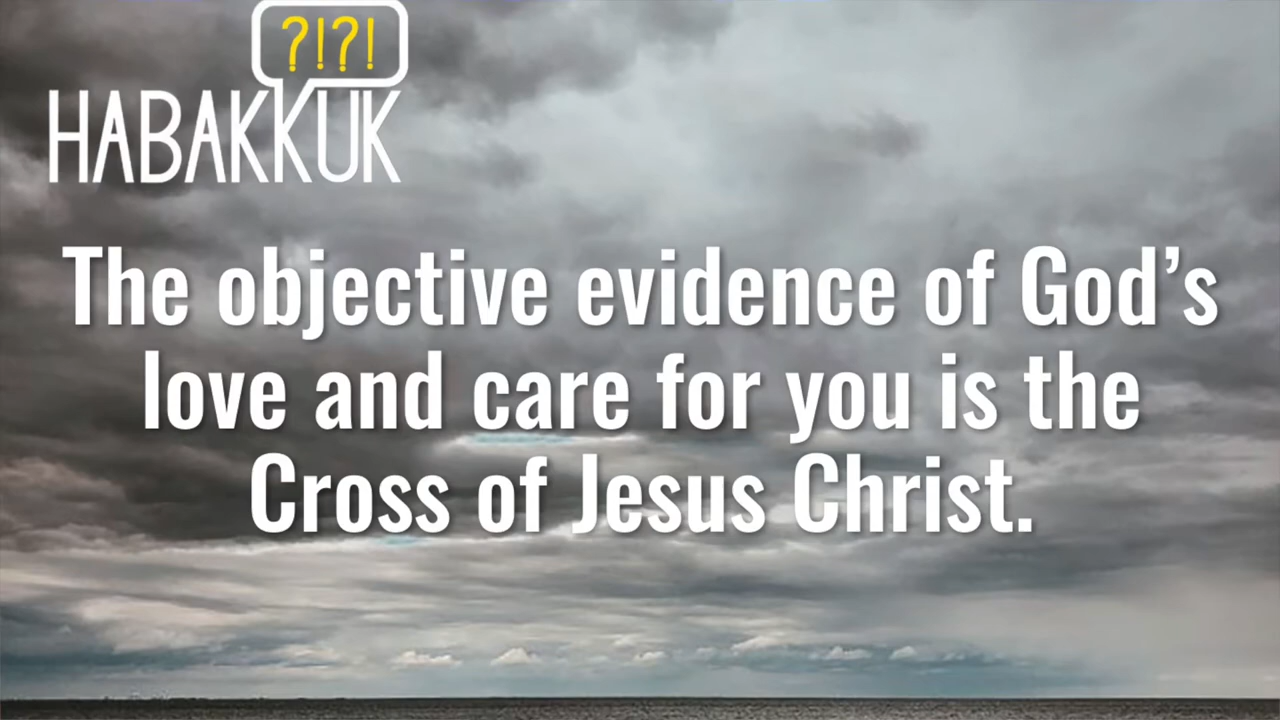 ?!?!
HABAKKUK
The objective evidence of God’s
love and care for you is the
Cross of Jesus Christ.